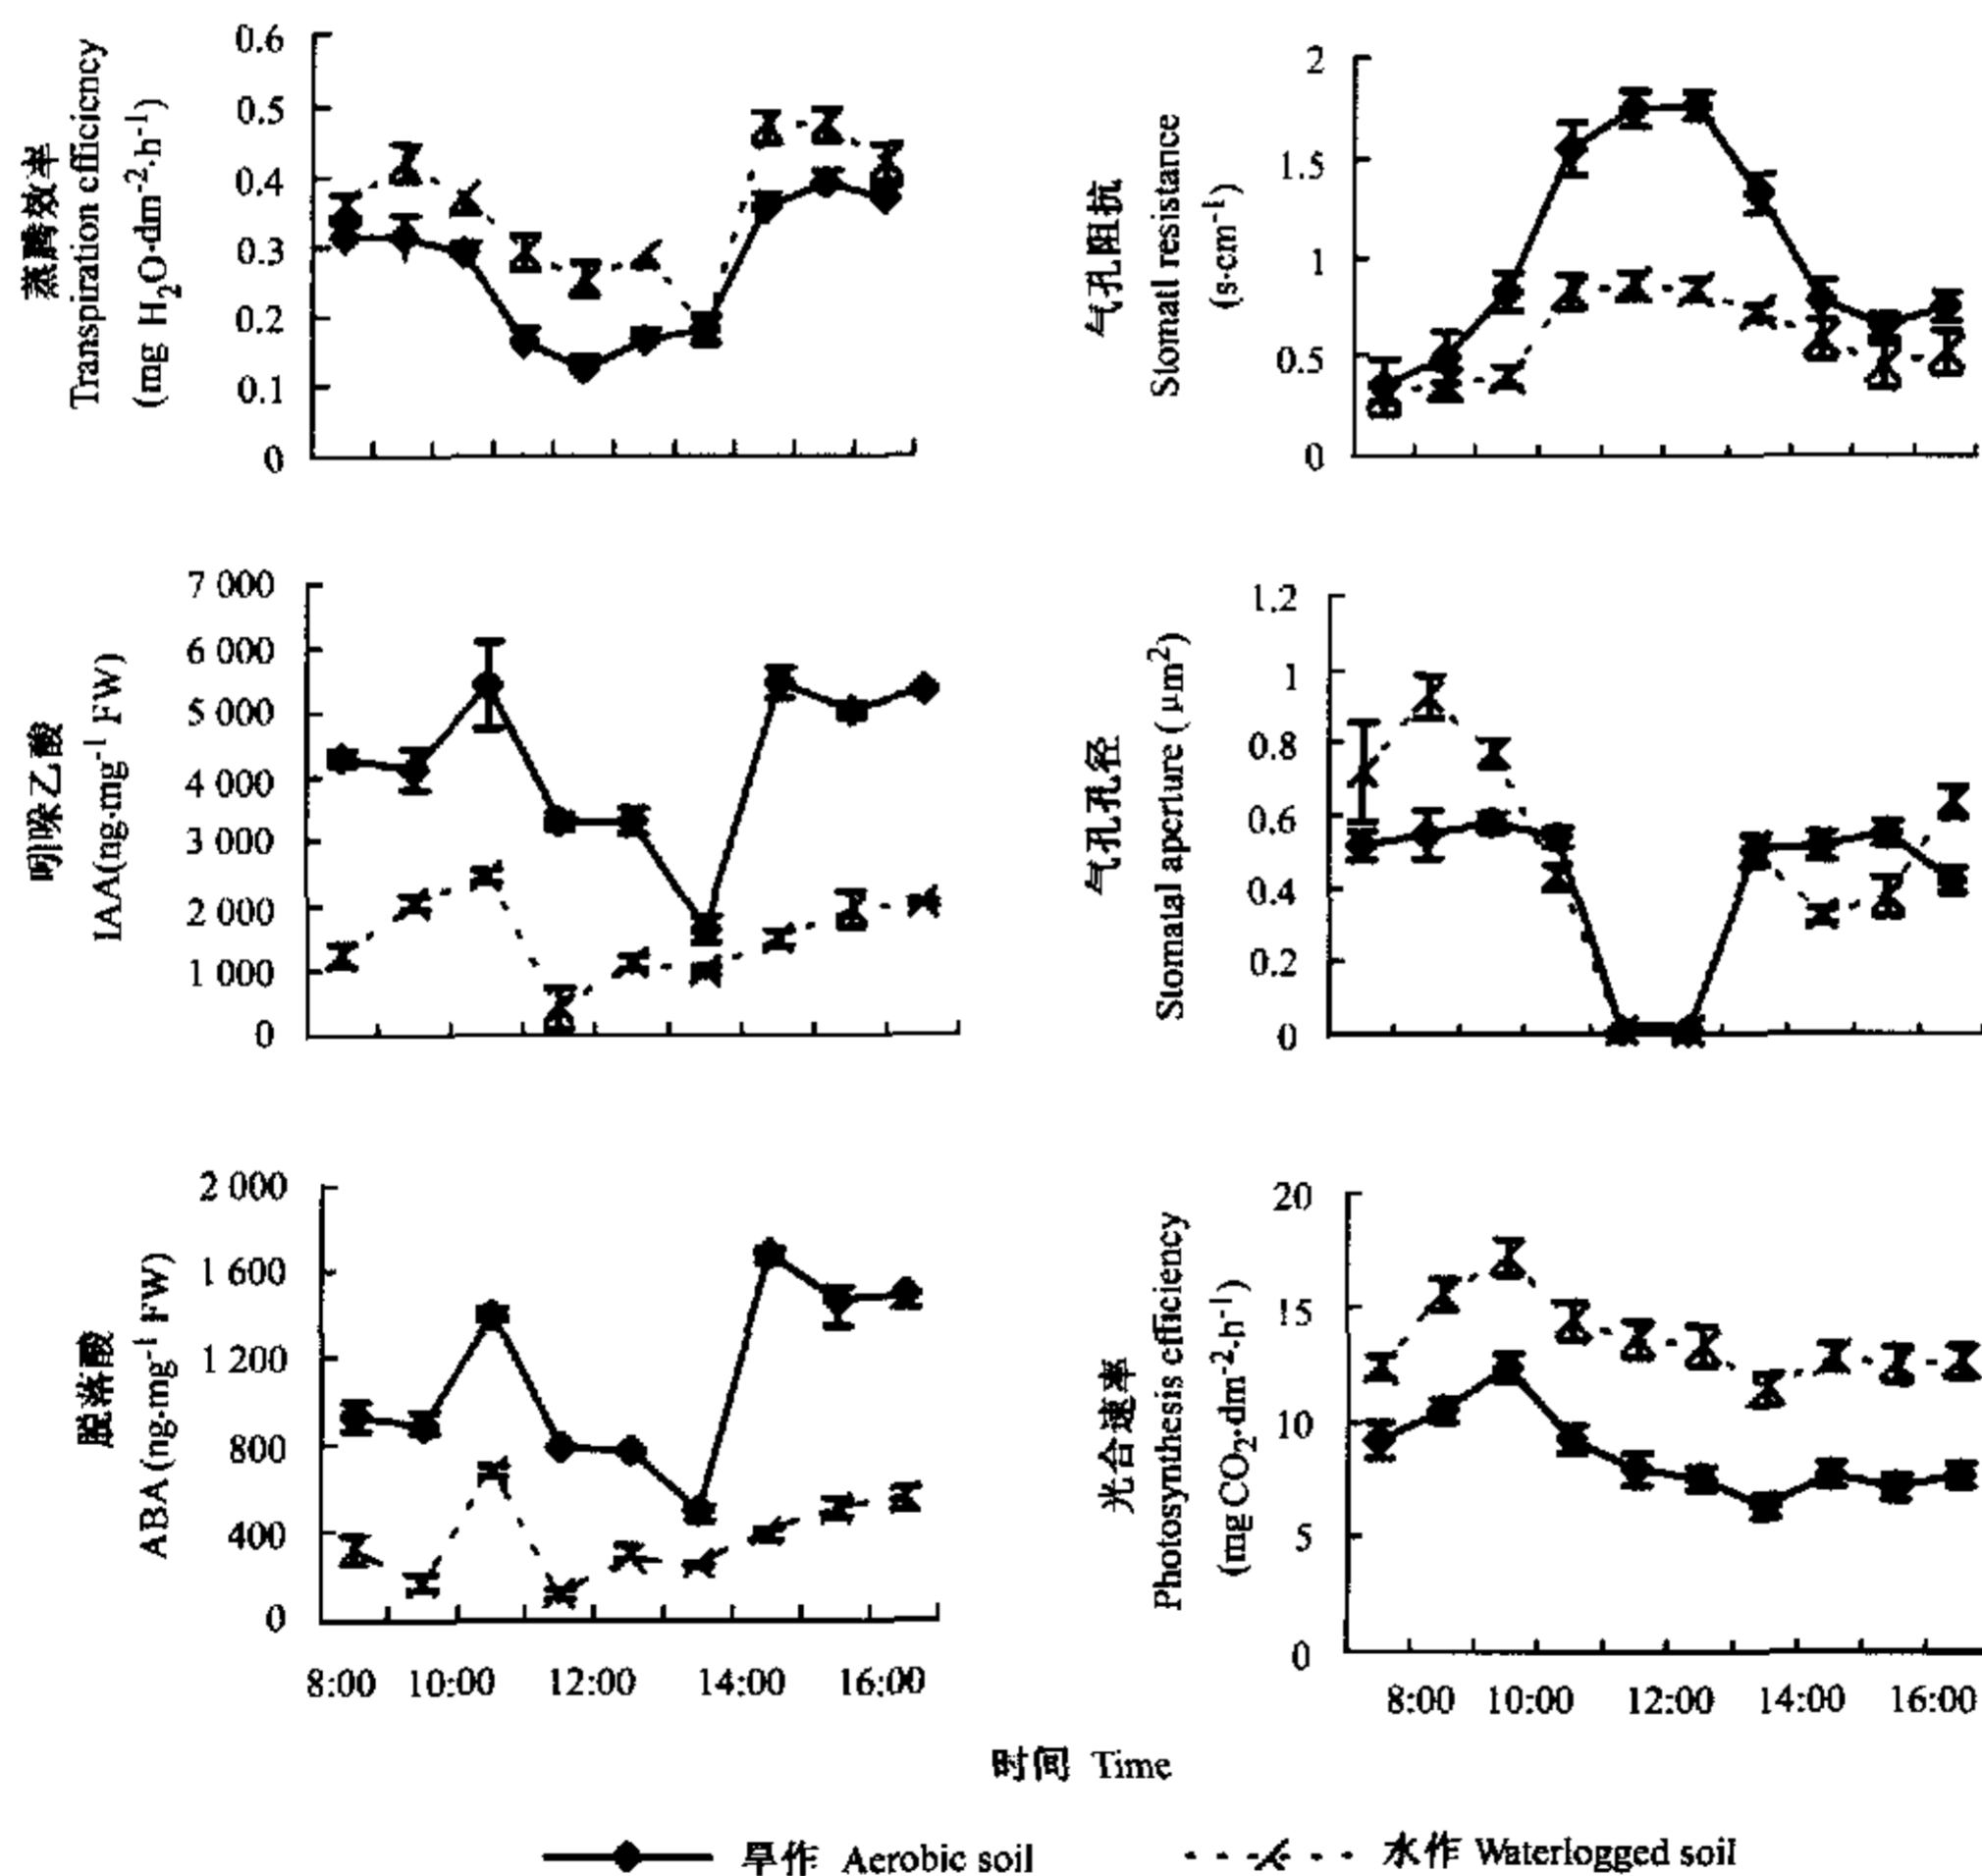 蒸腾效率
Transpiration efficiency
(mg H₂O·dm⁻²·h⁻¹)
0.6
0.5
0.4
0.3
0.2
0.1
0
气孔阻抗
Stomatl resistance
(s·cm⁻¹)
2
1.5
1
0.5
0
吲哚乙酸
IAA(ng·mg⁻¹ FW)
7 000
6 000
5 000
4 000
3 000
2 000
1 000
0
气孔孔径
Stomatal aperture ( μm²)
1.2
1
0.8
0.6
0.4
0.2
0
脱落酸
ABA (ng·mg⁻¹ FW)
2 000
1 600
1 200
800
400
0
8:00 10:00 12:00 14:00 16:00
光合速率
Photosynthesis efficiency
(mg CO₂·dm⁻²·h⁻¹)
20
15
10
5
0
8:00 10:00 12:00 14:00 16:00
时间 Time
旱作 Aerobic soil 水作 Waterlogged soil